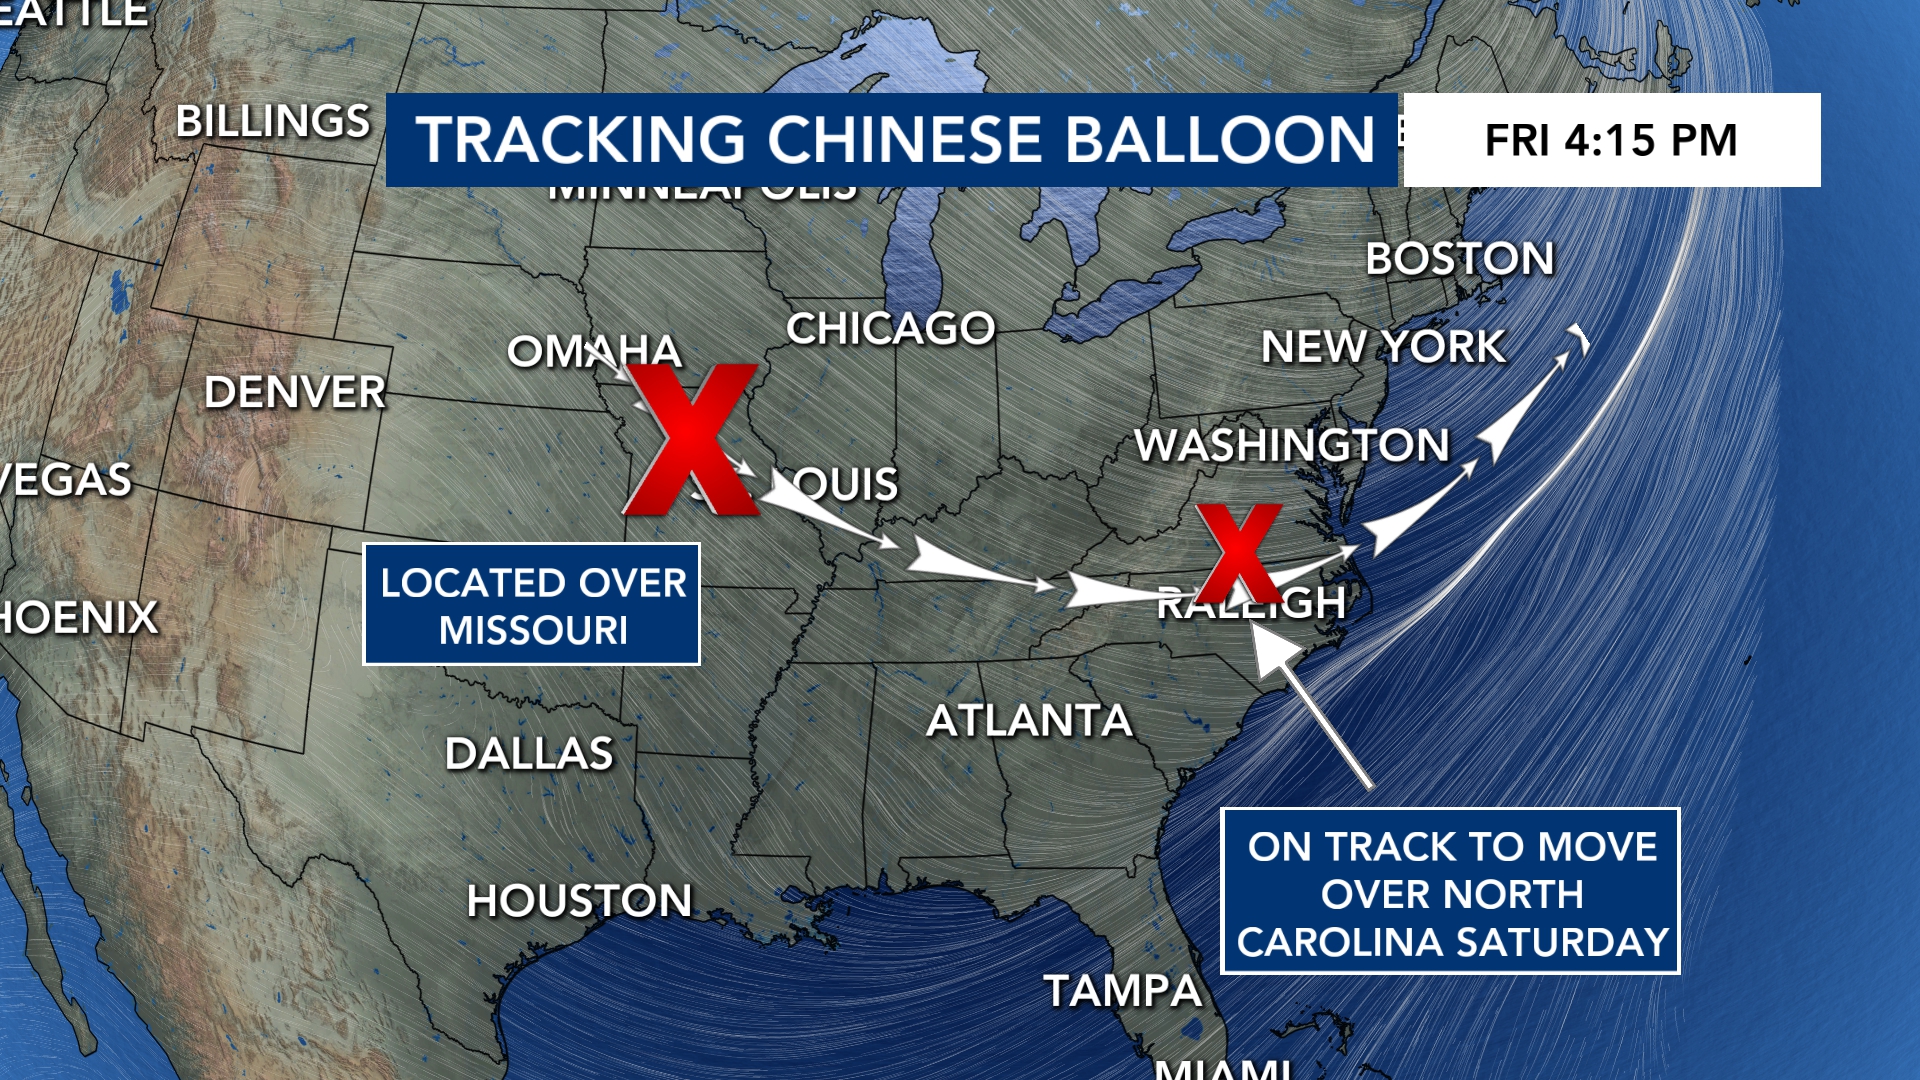 EATTLE
BILLINGS
TRACKING CHINESE BALLOON
FRI 4:15 PM
MINNEAPOLIS
BOSTON
OMAHA
CHICAGO
NEW YORK
DENVER
WASHINGTON
VEGAS
OUIS
LOCATED OVER
MISSOURI
HOENIX
RALEIGH
ATLANTA
DALLAS
ON TRACK TO MOVE
OVER NORTH
CAROLINA SATURDAY
HOUSTON
TAMPA
MIAMI